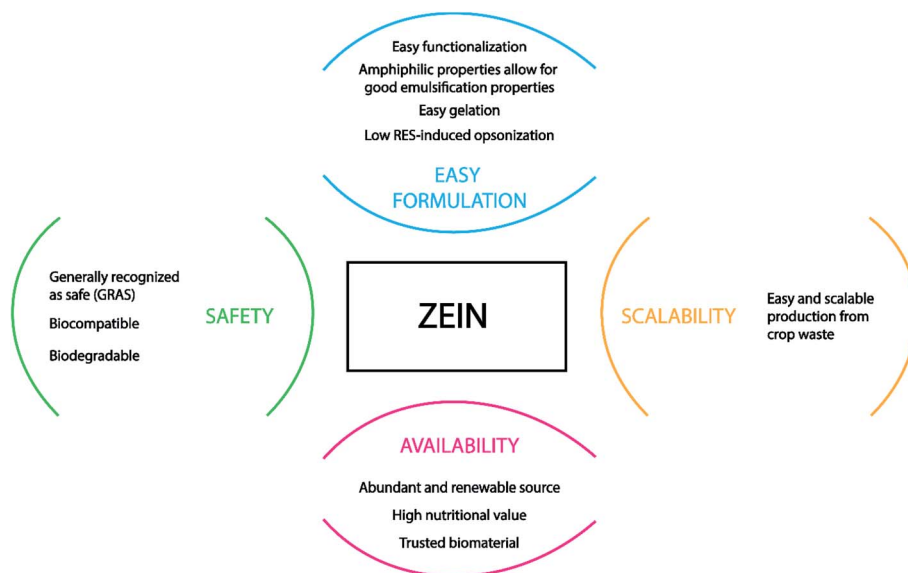 Easy functionalization
Amphiphilic properties allow for
good emulsification properties
Easy gelation
Low RES-induced opsonization
EASY
FORMULATION
Generally recognized
as safe (GRAS)
Biocompatible
Biodegradable
SAFETY
ZEIN
SCALABILITY
Easy and scalable
production from
crop waste
AVAILABILITY
Abundant and renewable source
High nutritional value
Trusted biomaterial